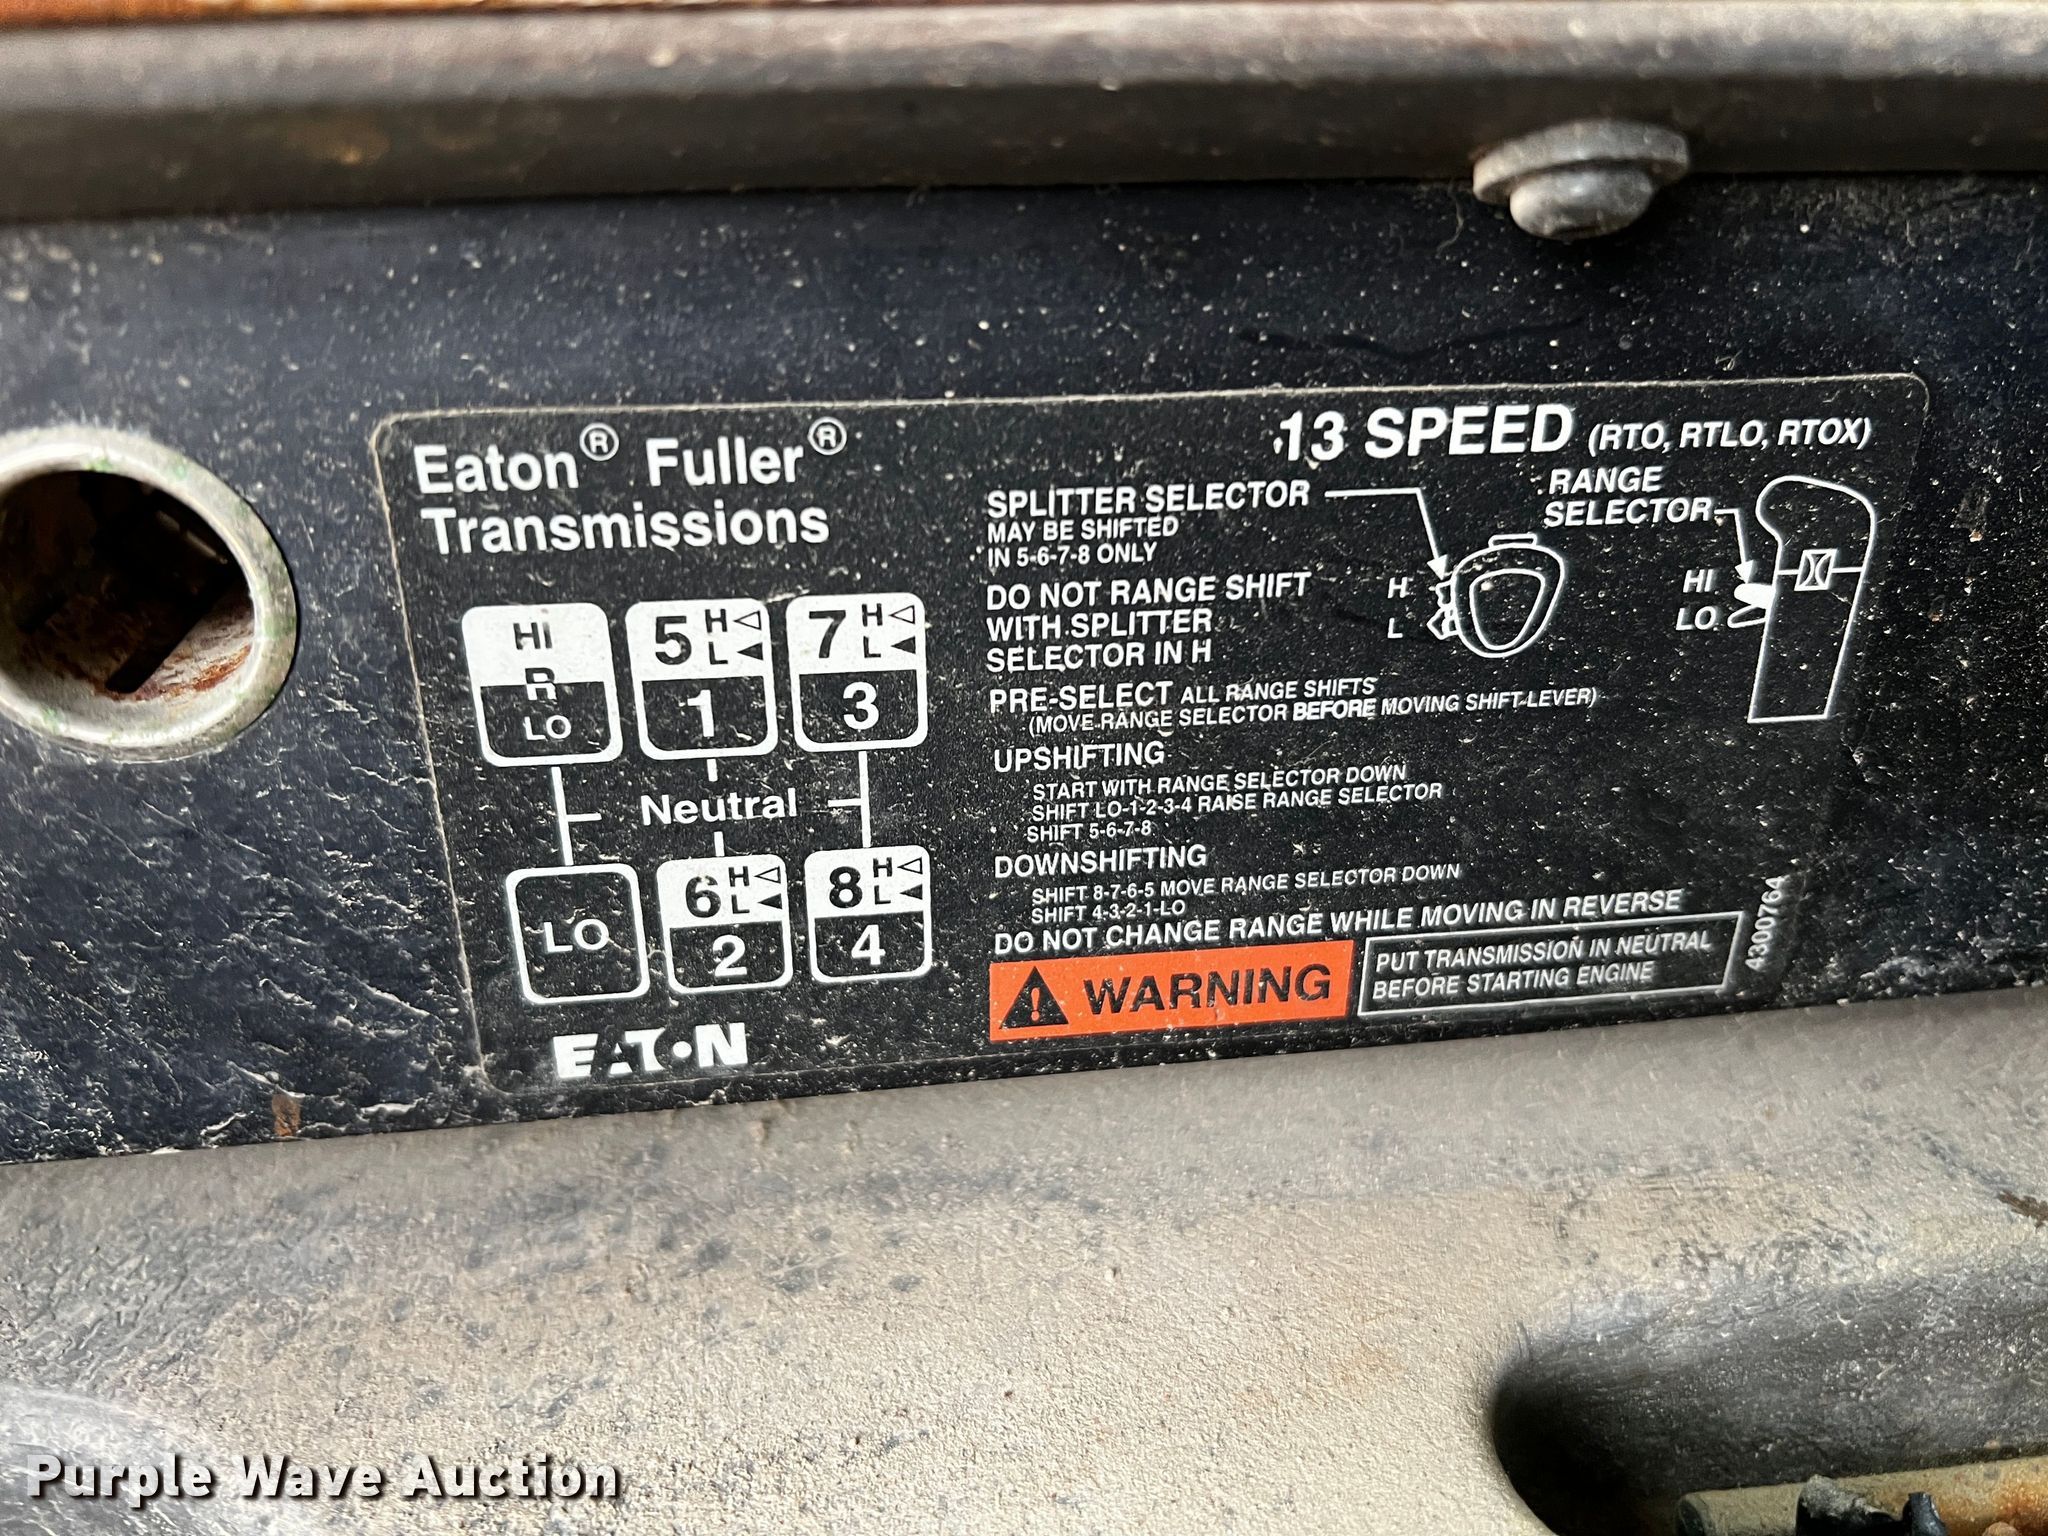 Eaton® Fuller®
Transmissions
13 SPEED (RTO, RTLO, RTOX)
SPLITTER SELECTOR
MAY BE SHIFTED
IN 5-6-7-8 ONLY
RANGE
SELECTOR
H
L
HI
LO
DO NOT RANGE SHIFT
WITH SPLITTER
SELECTOR IN H
HI
R
LO
5 H
L
1
7 H
L
3
Neutral
LO
6 H
L
2
8 H
L
4
PRE-SELECT ALL RANGE SHIFTS
(MOVE RANGE SELECTOR BEFORE MOVING SHIFT LEVER)
UPSHIFTING
START WITH RANGE SELECTOR DOWN
SHIFT LO-1-2-3-4 RAISE RANGE SELECTOR
SHIFT 5-6-7-8
DOWNSHIFTING
SHIFT 8-7-6-5 MOVE RANGE SELECTOR DOWN
SHIFT 4-3-2-1-LO
DO NOT CHANGE RANGE WHILE MOVING IN REVERSE
WARNING
PUT TRANSMISSION IN NEUTRAL
BEFORE STARTING ENGINE
4300764
EATON
Purple Wave Auction